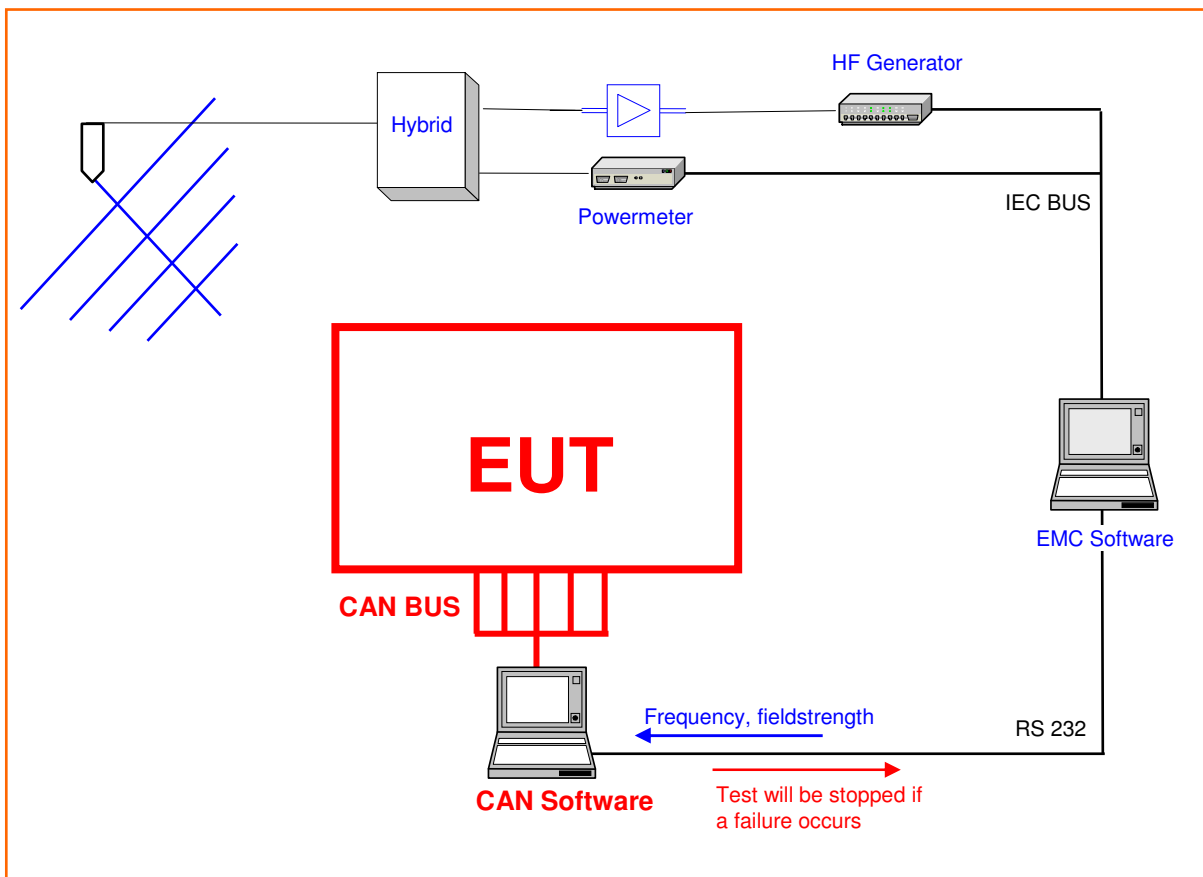 HF Generator
Hybrid
Powermeter
IEC BUS
EUT
EMC Software
CAN BUS
Frequency, fieldstrength
RS 232
CAN Software
Test will be stopped if
a failure occurs